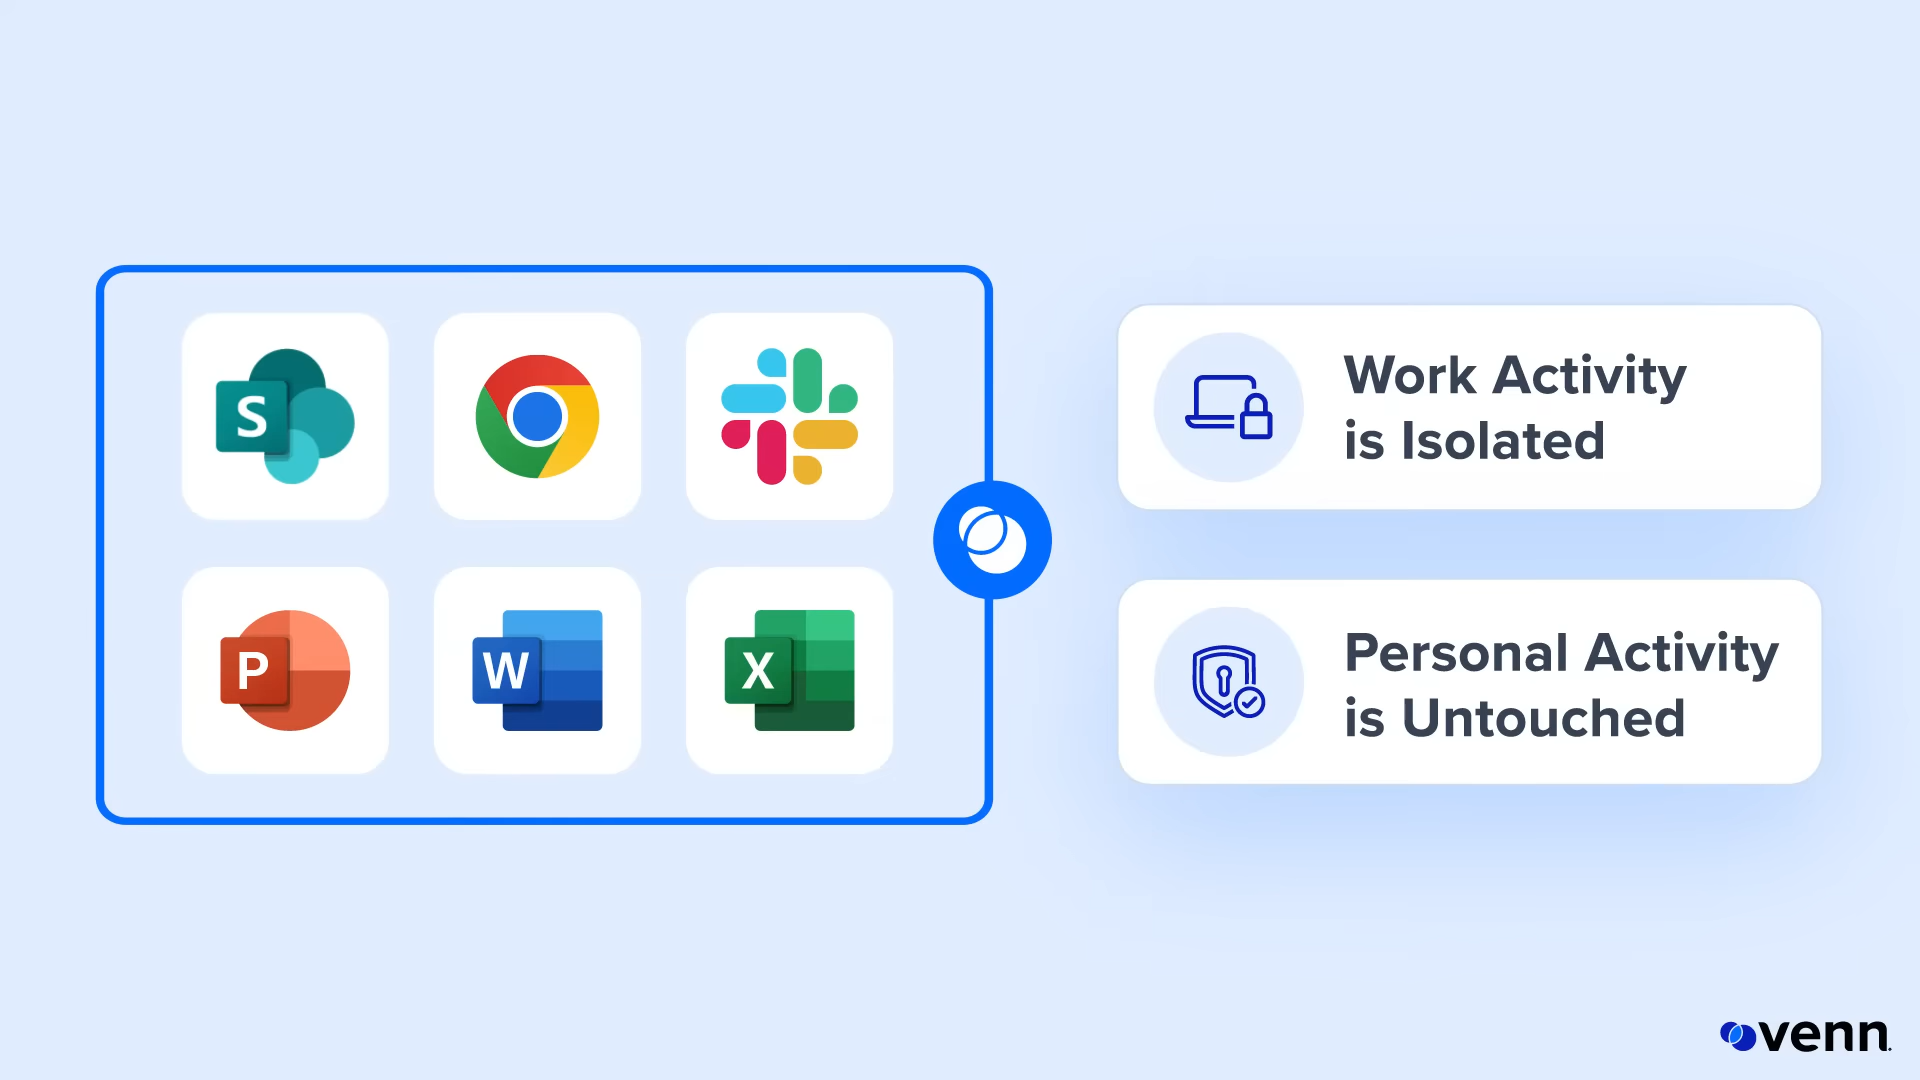 S
P
W
X
Work Activity
is Isolated
Personal Activity
is Untouched
venn